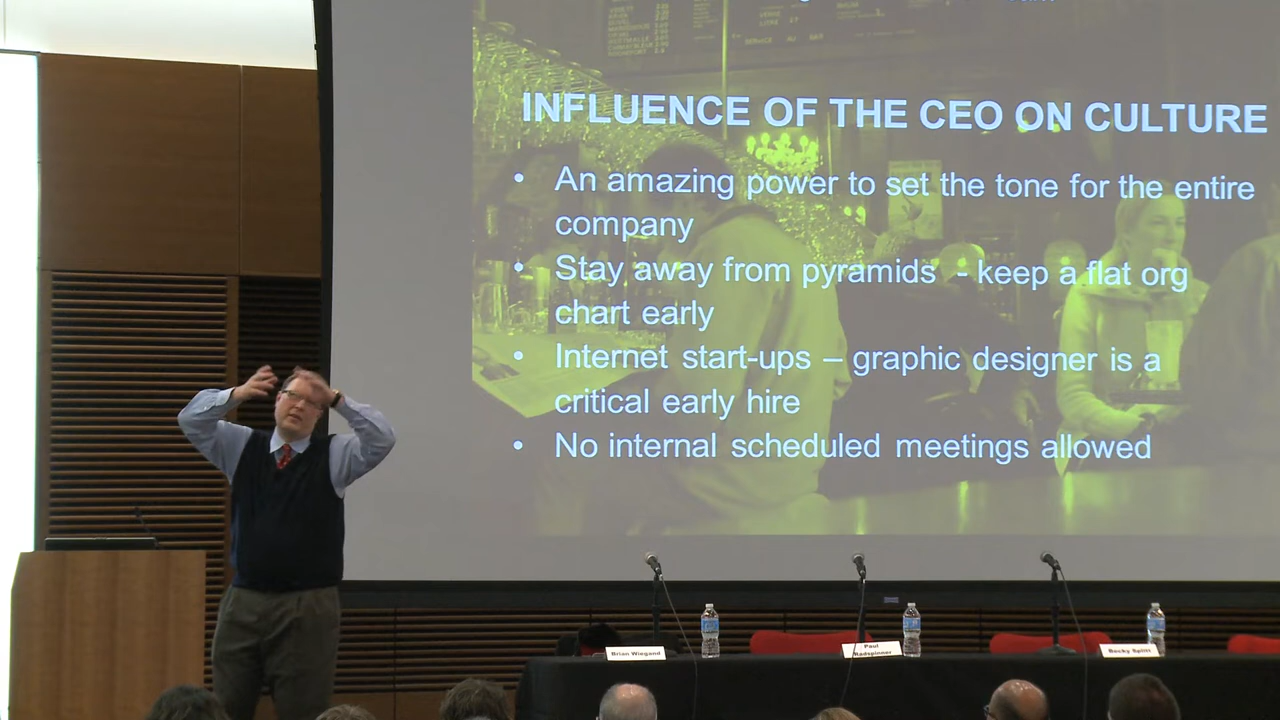 INFLUENCE OF THE CEO ON CULTURE
• An amazing power to set the tone for the entire
company
• Stay away from pyramids - keep a flat org
chart early
• Internet start-ups – graphic designer is a
critical early hire
• No internal scheduled meetings allowed
Brian Wiegand
Paul
Radspinner
Becky Splitt